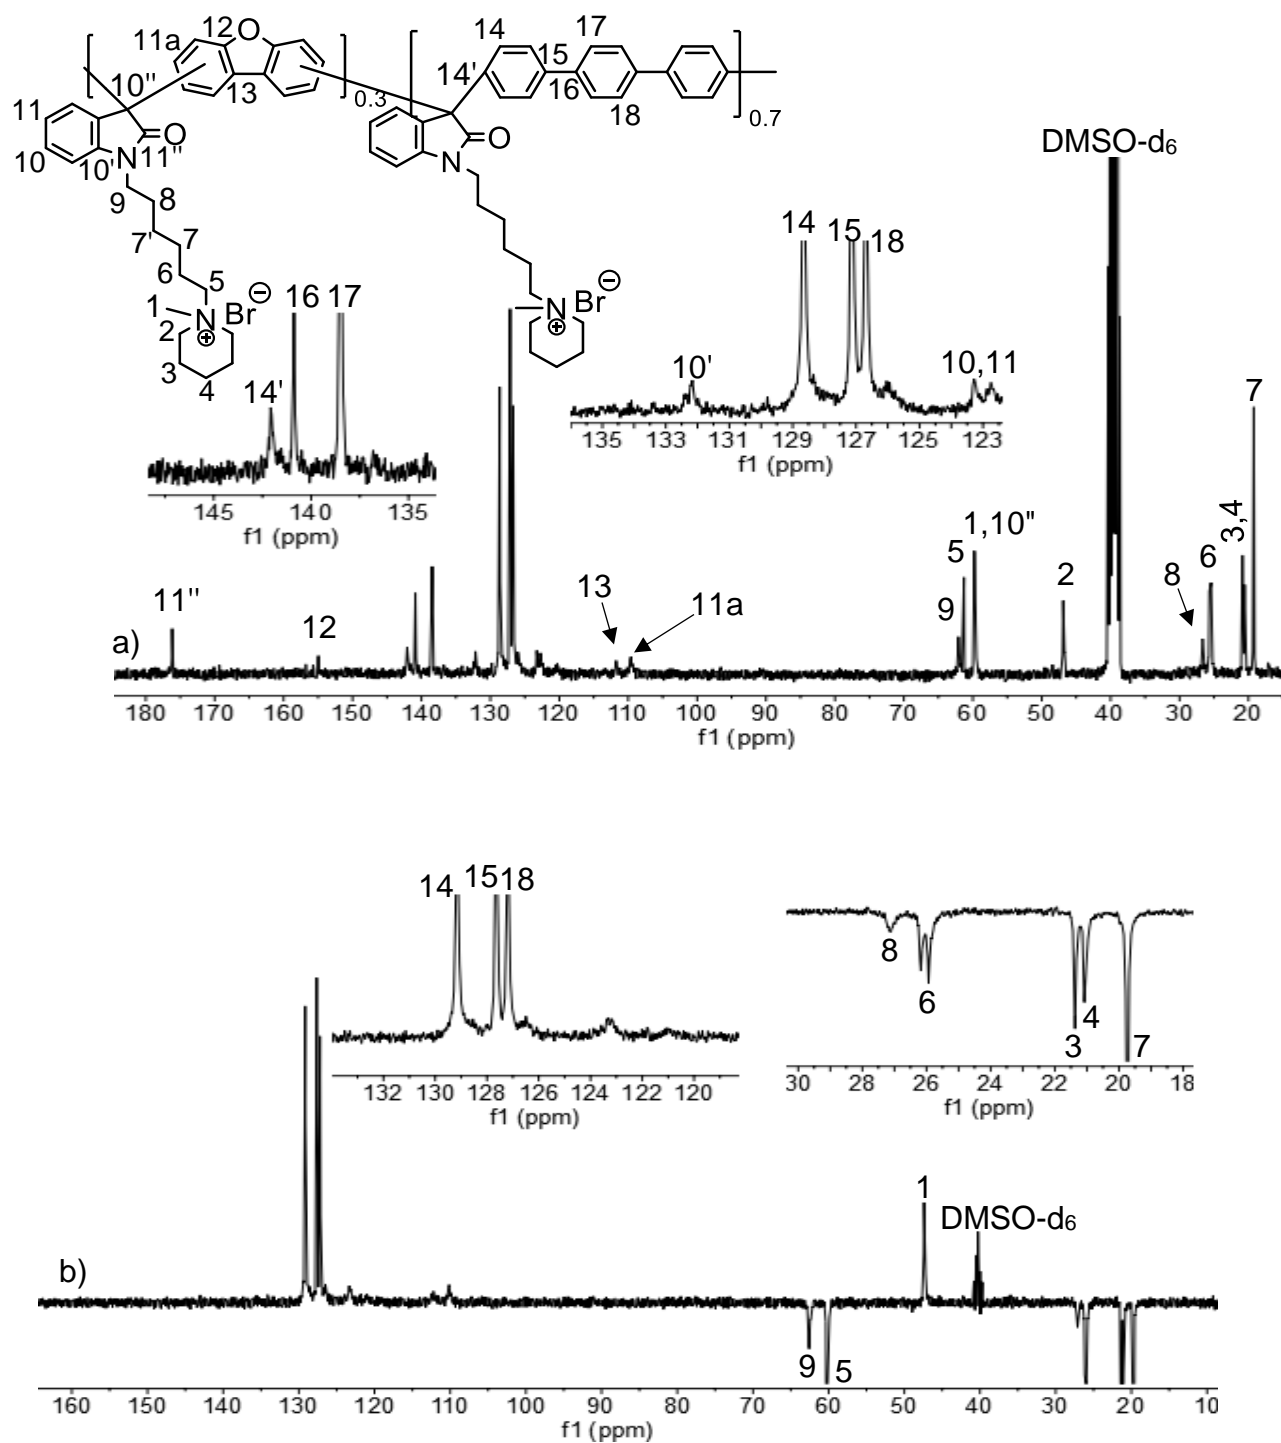 12 O 14 17
11a 15
10'' 14'
13 16 18
0.3 0.7
11 O O
10 N 11'' N
10'
9 8
7' 7
6 5
1 N Br⊖ N Br⊖
2 ⊕ ⊕
3 4
14' 16 17
145 140 135
f1 (ppm)
14 15 18
10' 10,11
135 133 131 129 127 125 123
f1 (ppm)
DMSO-d6
a) 11'' 12 13 11a 9 5 1,10'' 2 8 6 3,4 7
180 170 160 150 140 130 120 110 100 90 80 70 60 50 40 30 20
f1 (ppm)
14 15 18
132 130 128 126 124 122 120
f1 (ppm)
8 6 3 4 7
30 28 26 24 22 20 18
f1 (ppm)
b) 9 5 1 DMSO-d6
160 150 140 130 120 110 100 90 80 70 60 50 40 30 20 10
f1 (ppm)